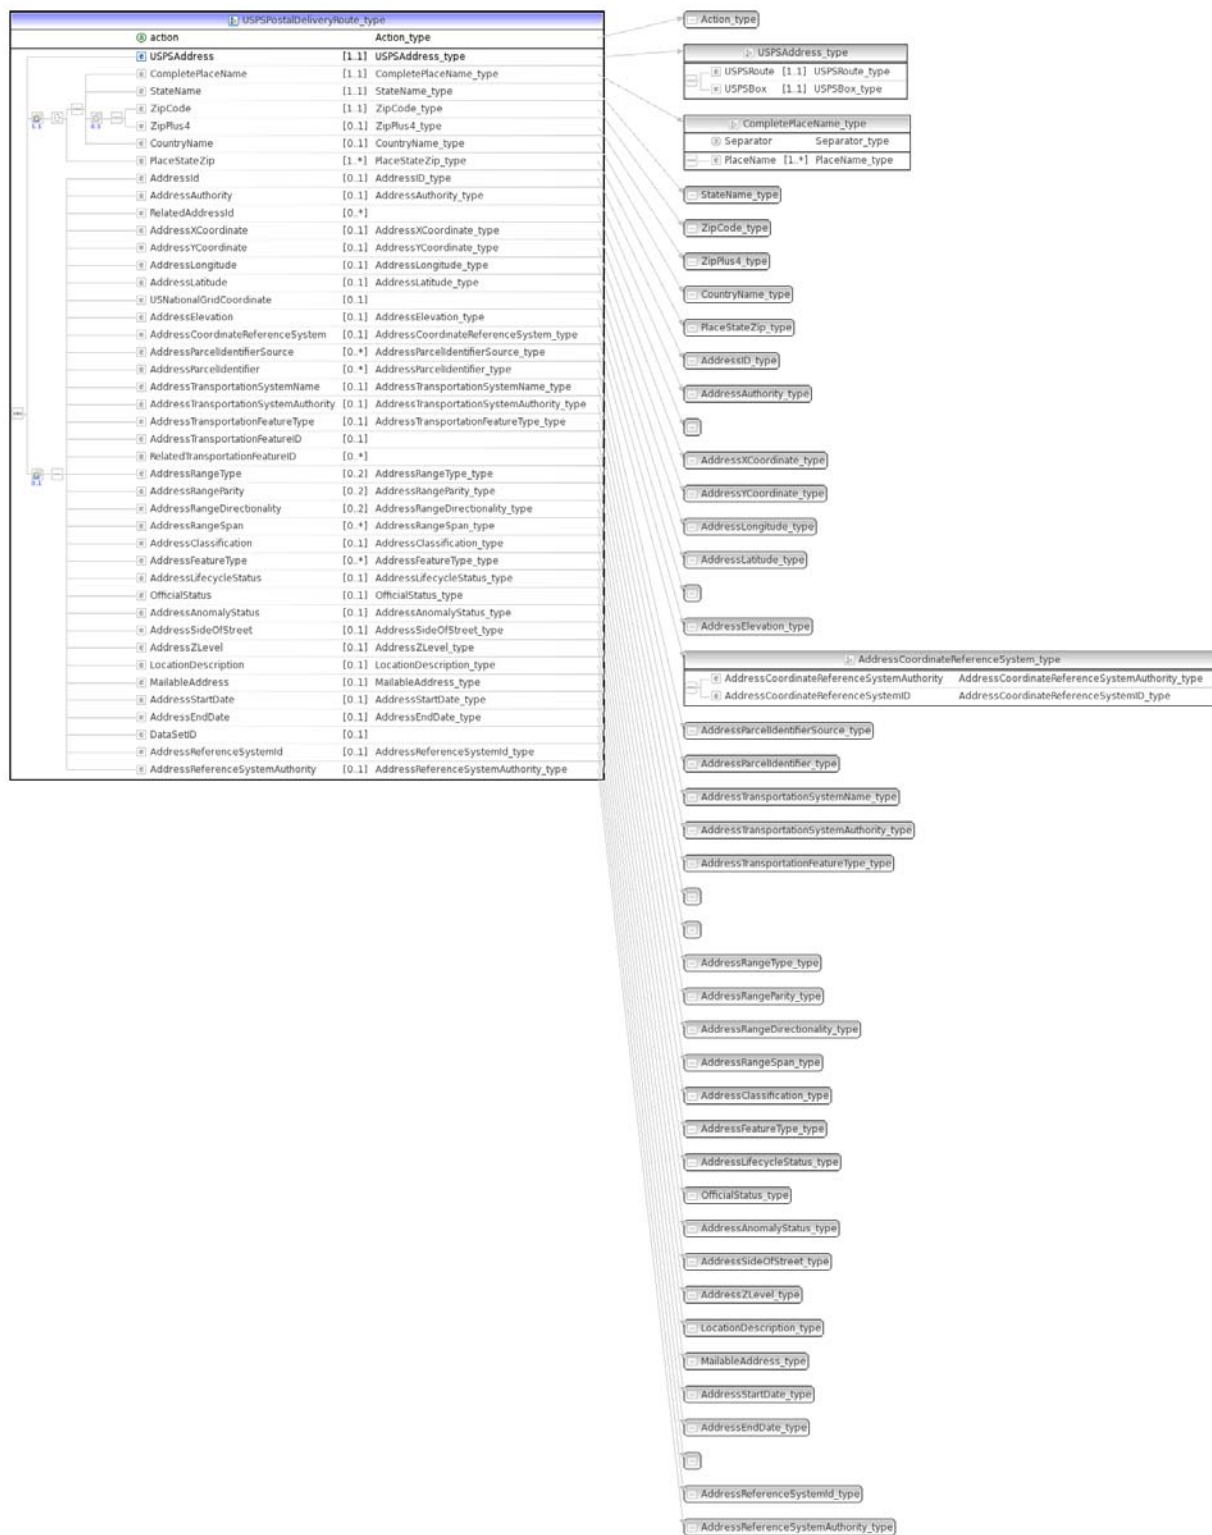 USPSPostalDeliveryRoute_type
action Action_type
USPSAddress [1..1] USPSAddress_type
CompletePlaceName [1..1] CompletePlaceName_type
StateName [1..1] StateName_type
ZipCode [1..1] ZipCode_type
ZipPlus4 [0..1] ZipPlus4_type
CountryName [0..1] CountryName_type
PlaceStateZip [1..*] PlaceStateZip_type
AddressId [0..1] AddressID_type
AddressAuthority [0..1] AddressAuthority_type
RelatedAddressId [0..*]
AddressXCoordinate [0..1] AddressXCoordinate_type
AddressYCoordinate [0..1] AddressYCoordinate_type
AddressLongitude [0..1] AddressLongitude_type
AddressLatitude [0..1] AddressLatitude_type
USNationalGridCoordinate [0..1]
AddressElevation [0..1] AddressElevation_type
AddressCoordinateReferenceSystem [0..1] AddressCoordinateReferenceSystem_type
AddressParcelIdentifierSource [0..*] AddressParcelIdentifierSource_type
AddressParcelIdentifier [0..*] AddressParcelIdentifier_type
AddressTransportationSystemName [0..1] AddressTransportationSystemName_type
AddressTransportationSystemAuthority [0..1] AddressTransportationSystemAuthority_type
AddressTransportationFeatureType [0..1] AddressTransportationFeatureType_type
AddressTransportationFeatureID [0..1]
RelatedTransportationFeatureID [0..*]
AddressRangeType [0..2] AddressRangeType_type
AddressRangeParity [0..2] AddressRangeParity_type
AddressRangeDirectionality [0..2] AddressRangeDirectionality_type
AddressRangeSpan [0..*] AddressRangeSpan_type
AddressClassification [0..1] AddressClassification_type
AddressFeatureType [0..*] AddressFeatureType_type
AddressLifecycleStatus [0..1] AddressLifecycleStatus_type
OfficialStatus [0..1] OfficialStatus_type
AddressAnomalyStatus [0..1] AddressAnomalyStatus_type
AddressSideOfStreet [0..1] AddressSideOfStreet_type
AddressZLevel [0..1] AddressZLevel_type
LocationDescription [0..1] LocationDescription_type
MailableAddress [0..1] MailableAddress_type
AddressStartDate [0..1] AddressStartDate_type
AddressEndDate [0..1] AddressEndDate_type
DataSetID [0..1]
AddressReferenceSystemId [0..1] AddressReferenceSystemId_type
AddressReferenceSystemAuthority [0..1] AddressReferenceSystemAuthority_type
Action_type
USPSAddress_type
USPSRoute [1..1] USPSRoute_type
USPSBox [1..1] USPSBox_type
CompletePlaceName_type
Separator Separator_type
PlaceName [1..*] PlaceName_type
StateName_type
ZipCode_type
ZipPlus4_type
CountryName_type
PlaceStateZip_type
AddressID_type
AddressAuthority_type
AddressXCoordinate_type
AddressYCoordinate_type
AddressLongitude_type
AddressLatitude_type
AddressElevation_type
AddressCoordinateReferenceSystem_type
AddressCoordinateReferenceSystemAuthority AddressCoordinateReferenceSystemAuthority_type
AddressCoordinateReferenceSystemID AddressCoordinateReferenceSystemID_type
AddressParcelIdentifierSource_type
AddressParcelIdentifier_type
AddressTransportationSystemName_type
AddressTransportationSystemAuthority_type
AddressTransportationFeatureType_type
AddressRangeType_type
AddressRangeParity_type
AddressRangeDirectionality_type
AddressRangeSpan_type
AddressClassification_type
AddressFeatureType_type
AddressLifecycleStatus_type
OfficialStatus_type
AddressAnomalyStatus_type
AddressSideOfStreet_type
AddressZLevel_type
LocationDescription_type
MailableAddress_type
AddressStartDate_type
AddressEndDate_type
AddressReferenceSystemId_type
AddressReferenceSystemAuthority_type